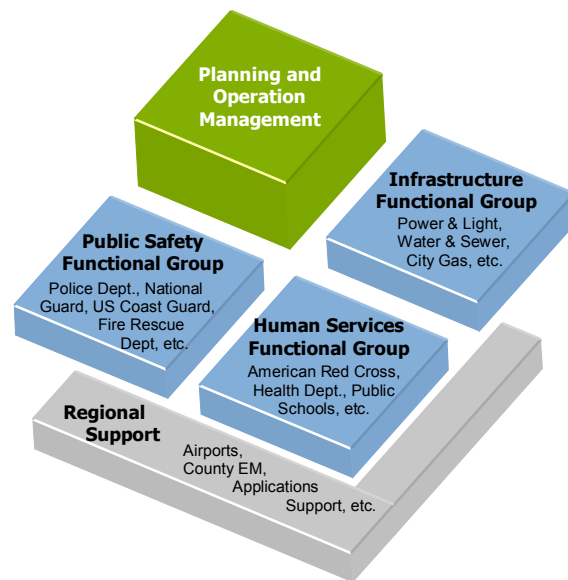 Planning and
Operation
Management
Infrastructure
Functional Group
Power & Light,
Water & Sewer,
City Gas, etc.
Public Safety
Functional Group
Police Dept., National
Guard, US Coast Guard,
Fire Rescue
Dept, etc.
Human Services
Functional Group
American Red Cross,
Health Dept., Public
Schools, etc.
Regional
Support
Airports,
County EM,
Applications
Support, etc.